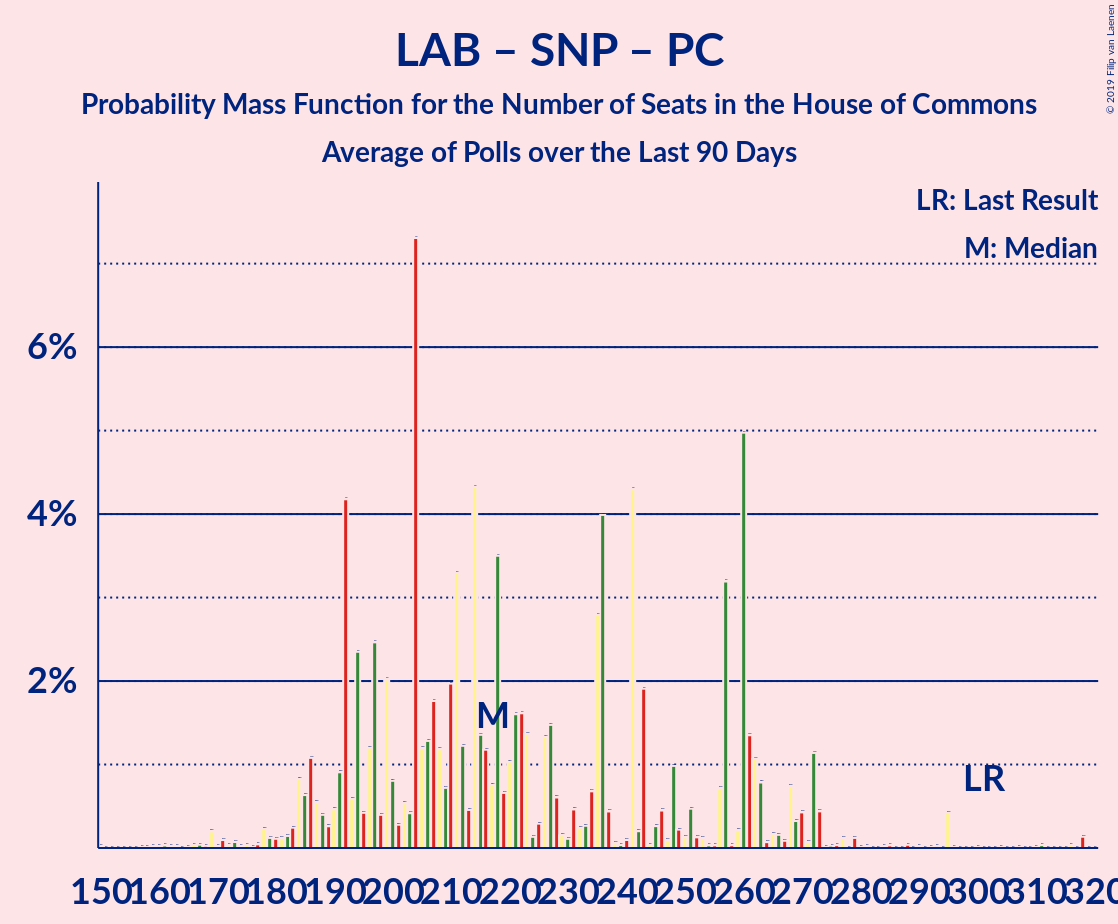 LAB – SNP – PC
Probability Mass Function for the Number of Seats in the House of Commons
Average of Polls over the Last 90 Days
© 2019 Filip van Laenen
LR: Last Result
M: Median
6%
4%
2%
M
LR
150 160 170 180 190 200 210 220 230 240 250 260 270 280 290 300 310 320